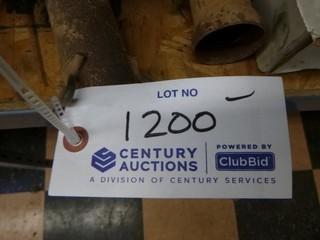 LOT NO
1200
CENTURY
AUCTIONS
POWERED BY
ClubBid
A DIVISION OF CENTURY SERVICES